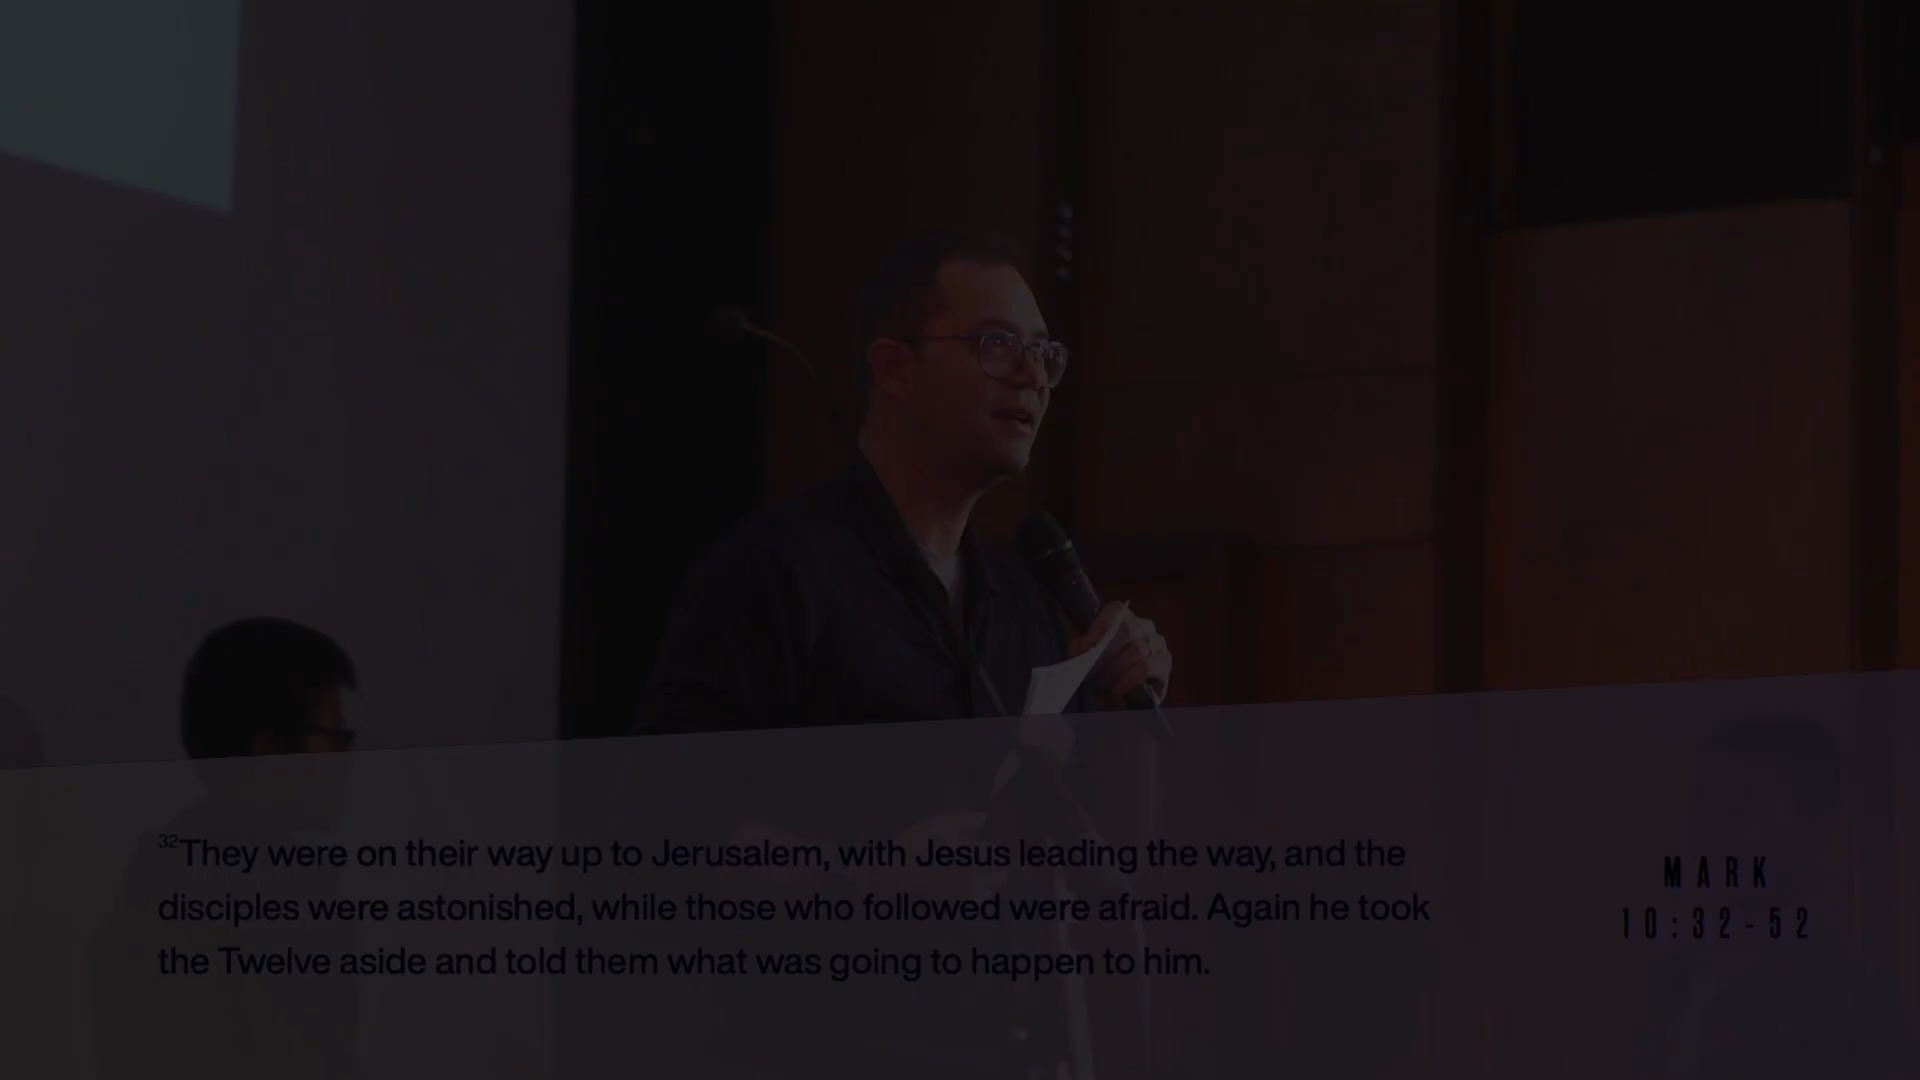 32They were on their way up to Jerusalem, with Jesus leading the way, and the
disciples were astonished, while those who followed were afraid. Again he took
the Twelve aside and told them what was going to happen to him.
MARK
10:32-52